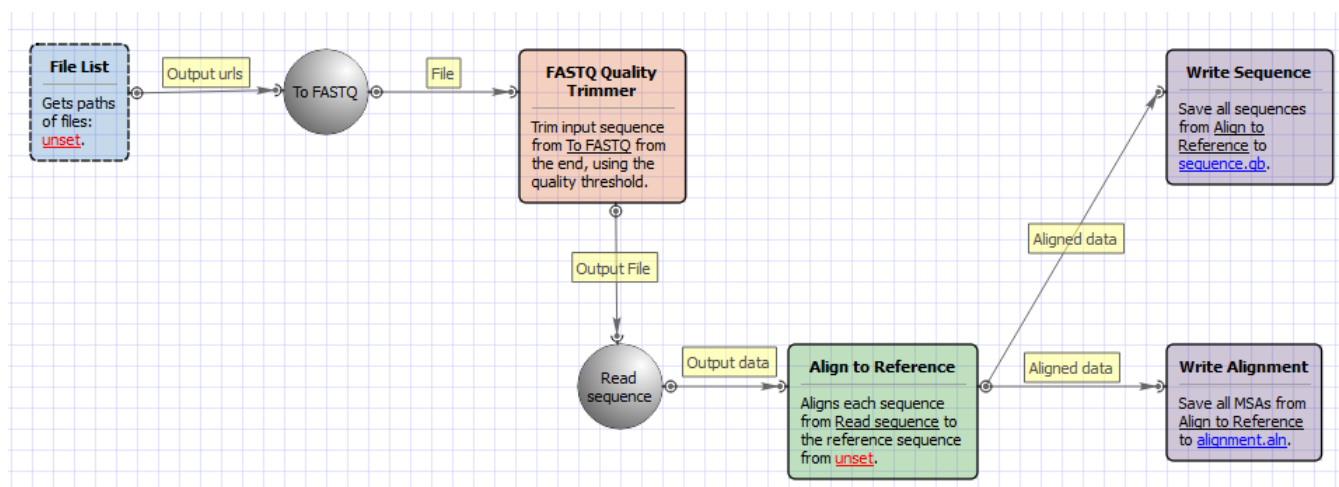 File List
Gets paths
of files:
unset.
Output urls
To FASTQ
File
FASTQ Quality
Trimmer
Trim input sequence
from To FASTQ from
the end, using the
quality threshold.
Output File
Read
sequence
Output data
Align to Reference
Aligns each sequence
from Read sequence to
the reference sequence
from unset.
Aligned data
Write Sequence
Save all sequences
from Align to
Reference to
sequence.gb.
Aligned data
Write Alignment
Save all MSAs from
Align to Reference
to alignment.aln.